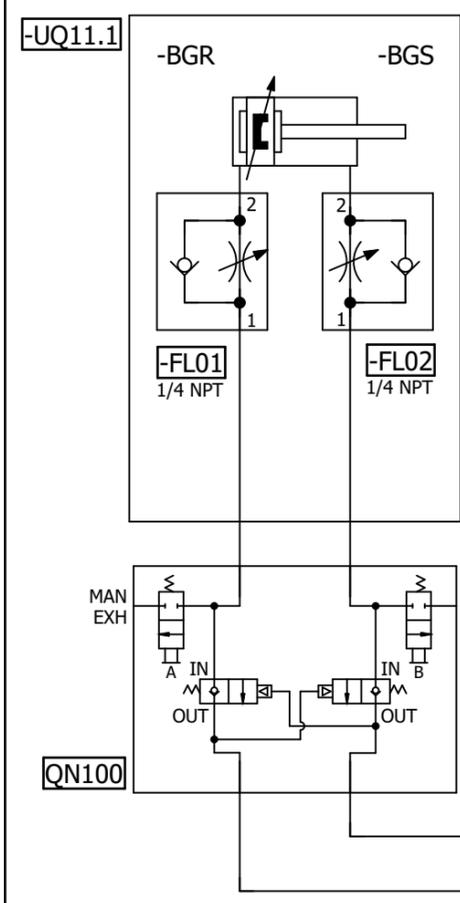 -UQ11.1
-BGR
-BGS
2
2
1
1
-FL01
1/4 NPT
-FL02
1/4 NPT
MAN
EXH
A
B
IN
IN
OUT
OUT
QN100